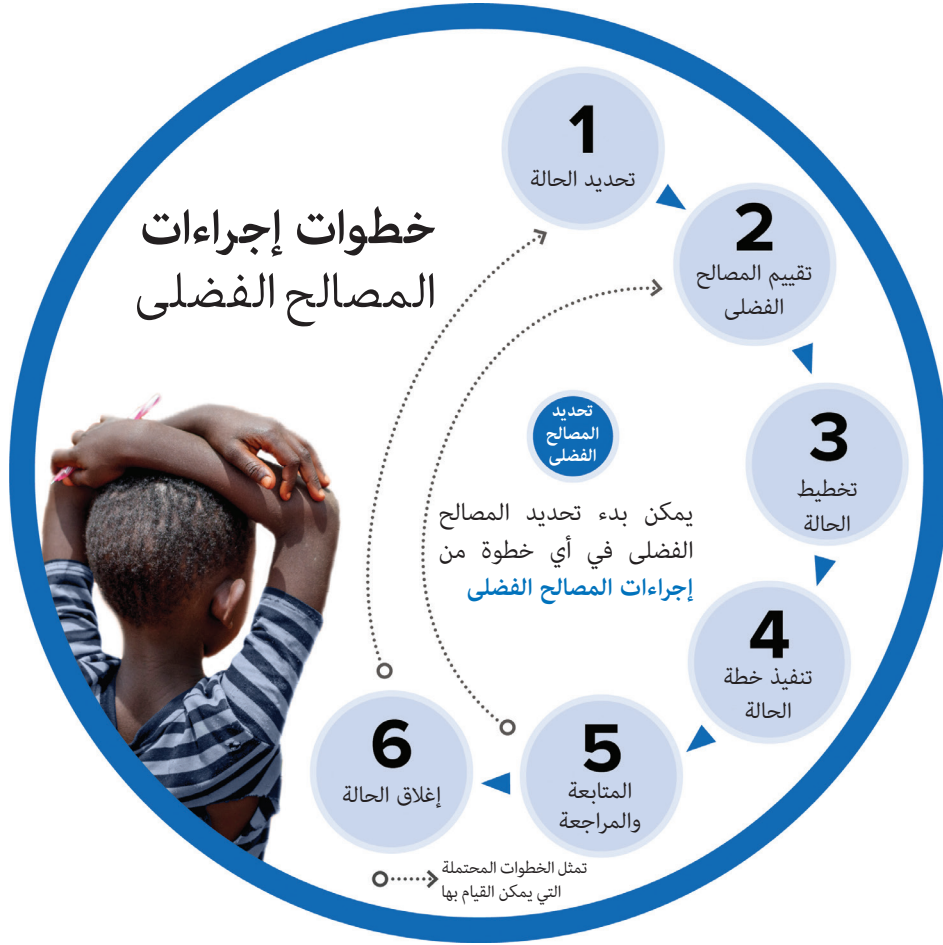 خطوات إجراءات
المصالح الفضلى
1
تحديد الحالة
2
تقييم المصالح
الفضلى
3
تخطيط
الحالة
4
تنفيذ خطة
الحالة
5
المتابعة
والمراجعة
6
إغلاق الحالة
تحديد
المصالح
الفضلى
يمكن بدء تحديد المصالح
الفضلى في أي خطوة من
إجراءات المصالح الفضلى
تمثل الخطوات المحتملة
التي يمكن القيام بها